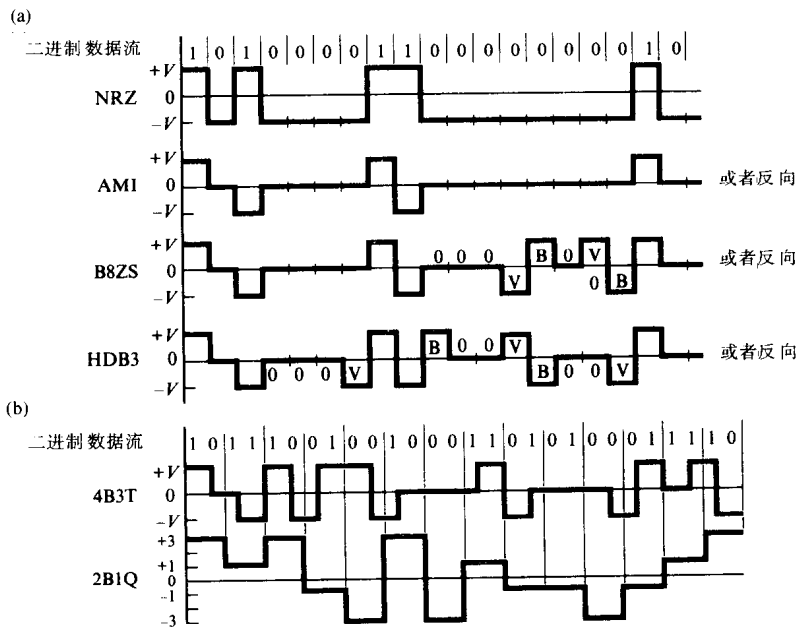 (a)
二进制数据流 1 0 1 0 0 0 0 1 1 0 0 0 0 0 0 0 0 1 0
+V
NRZ 0
−V
+V
AMI 0 或者反向
−V
+V 0 0 0 B 0 V
B8ZS 0 或者反向
−V V 0 B
+V B 0 0 V
HDB3 0 或者反向
−V 0 0 0 V B 0 0 V
(b)
二进制数据流 1 0 1 1 1 0 0 1 0 0 1 0 0 0 1 1 0 1 0 1 0 0 0 1 1 1 1 0
+V
4B3T 0
−V
+3
+1
2B1Q 0
−1
−3